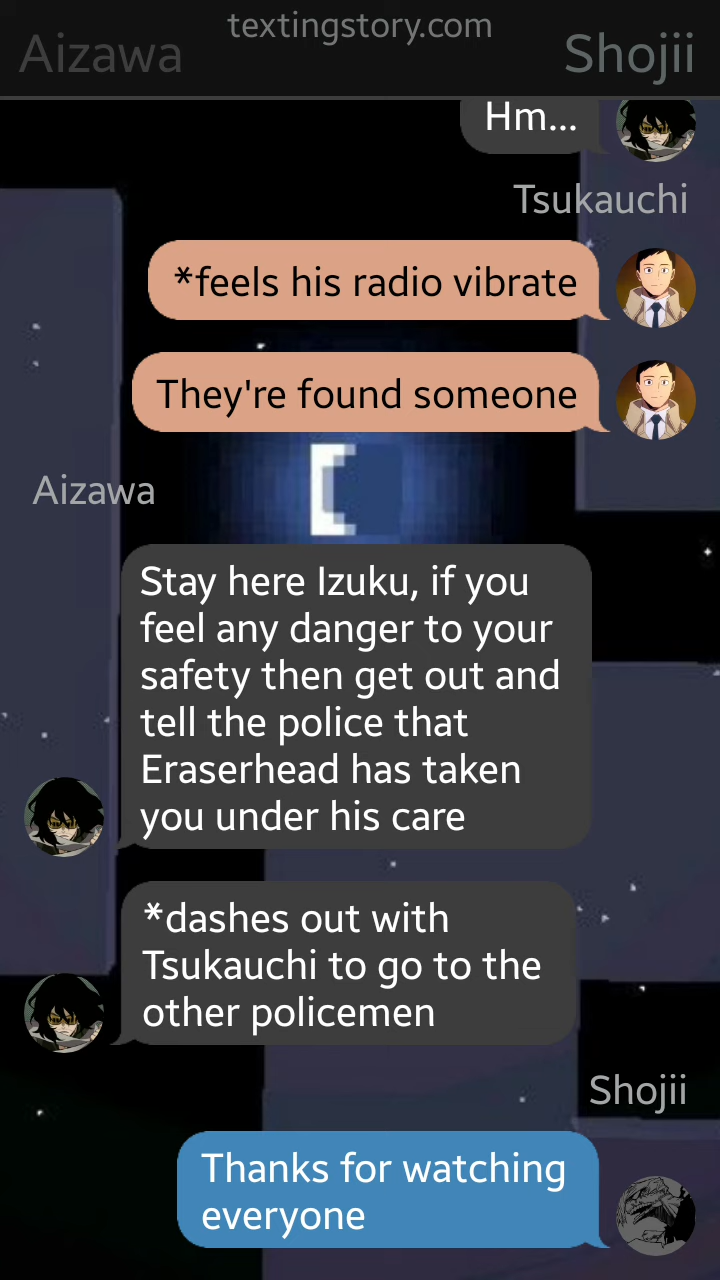 textingstory.com
Aizawa
Shojii
Hm...
Tsukauchi
*feels his radio vibrate
They're found someone
Aizawa
Stay here Izuku, if you
feel any danger to your
safety then get out and
tell the police that
Eraserhead has taken
you under his care
*dashes out with
Tsukauchi to go to the
other policemen
Shojii
Thanks for watching
everyone